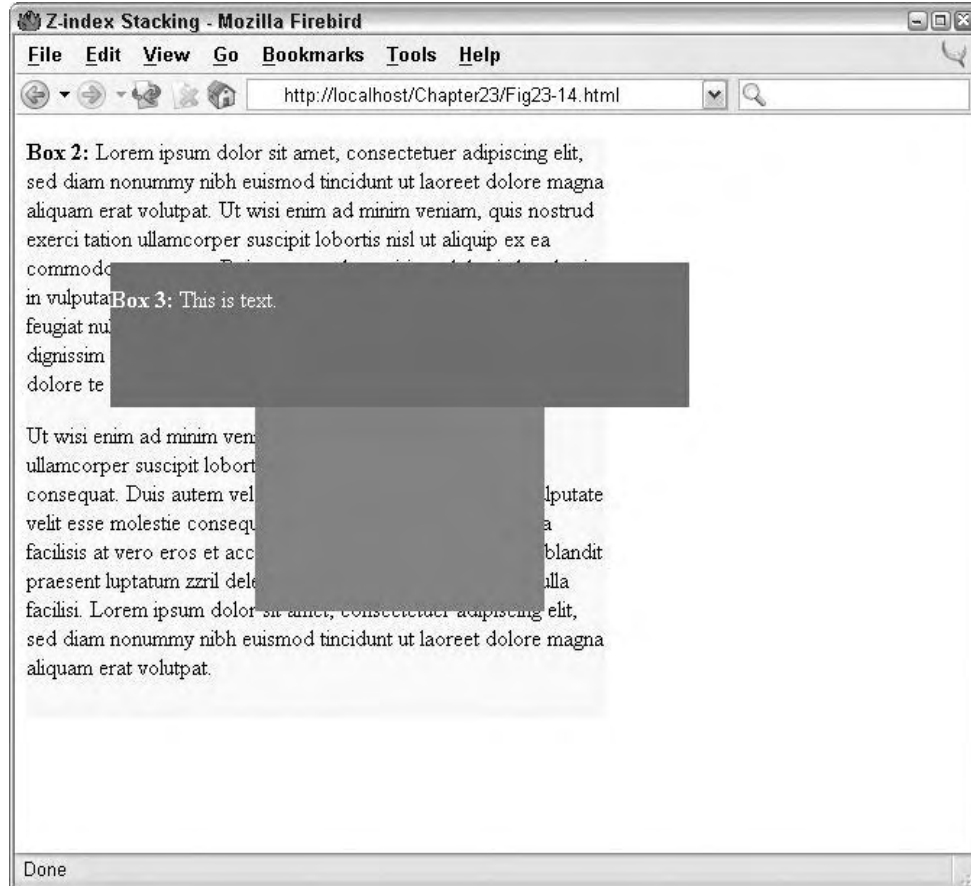 Z-index Stacking - Mozilla Firebird
File Edit View Go Bookmarks Tools Help
http://localhost/Chapter23/Fig23-14.html
Box 2: Lorem ipsum dolor sit amet, consectetuer adipiscing elit,
sed diam nonummy nibh euismod tincidunt ut laoreet dolore magna
aliquam erat volutpat. Ut wisi enim ad minim veniam, quis nostrud
exerci tation ullamcorper suscipit lobortis nisl ut aliquip ex ea
commodo
in vulputa
Box 3: This is text.
feugiat nul
dignissim
dolore te
Ut wisi enim ad minim ven
ullamcorper suscipit lobort
consequat. Duis autem vel lputate
velit esse molestie consequ a
facilisis at vero eros et acc blandit
praesent luptatum zzril dele ulla
facilisi. Lorem ipsum dolor sit amet, consectetuer adipiscing elit,
sed diam nonummy nibh euismod tincidunt ut laoreet dolore magna
aliquam erat volutpat.
Done